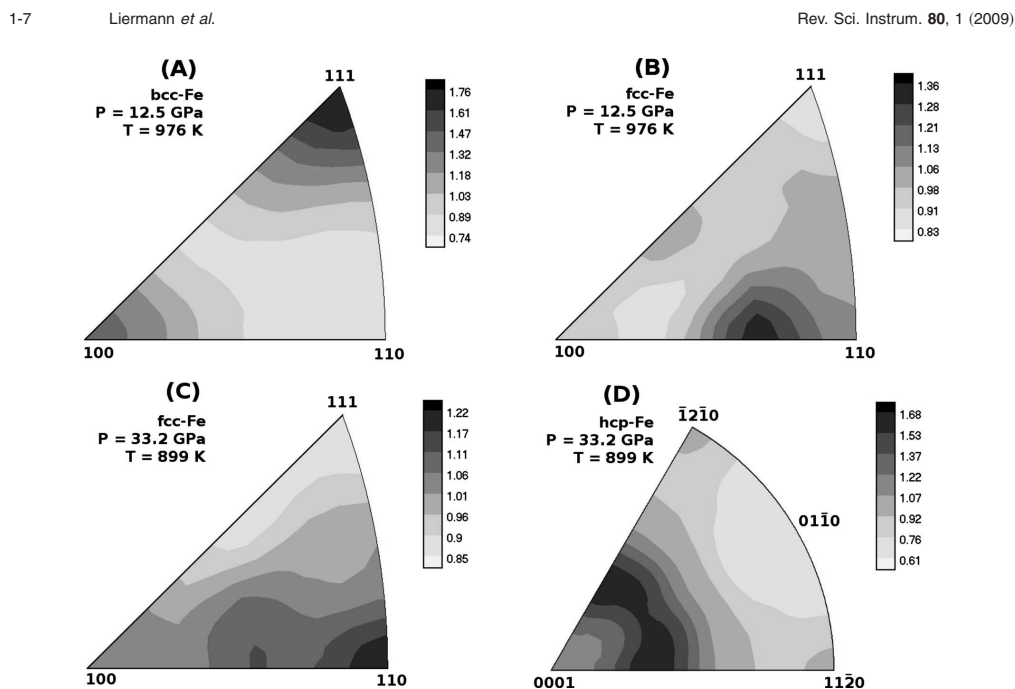 1-7 Liermann et al. Rev. Sci. Instrum. 80, 1 (2009)
(A)
bcc-Fe
P = 12.5 GPa
T = 976 K
111
100
110
1.76
1.61
1.47
1.32
1.18
1.03
0.89
0.74
(B)
fcc-Fe
P = 12.5 GPa
T = 976 K
111
100
110
1.36
1.28
1.21
1.13
1.06
0.98
0.91
0.83
(C)
fcc-Fe
P = 33.2 GPa
T = 899 K
111
100
110
1.22
1.17
1.11
1.06
1.01
0.96
0.9
0.85
(D)
hcp-Fe
P = 33.2 GPa
T = 899 K
1̄21̄0
011̄0
0001
112̄0
1.68
1.53
1.37
1.22
1.07
0.92
0.76
0.61